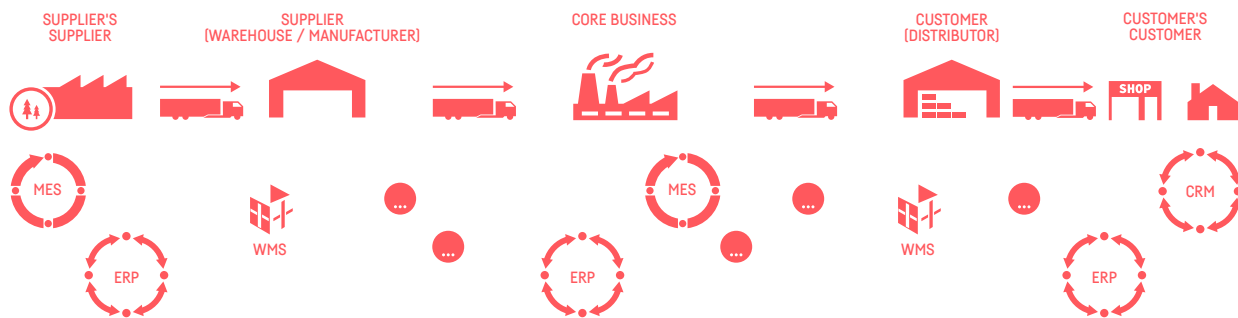 SUPPLIER'S
SUPPLIER
SUPPLIER
(WAREHOUSE / MANUFACTURER)
CORE BUSINESS
CUSTOMER
(DISTRIBUTOR)
CUSTOMER'S
CUSTOMER
SHOP
MES
MES
CRM
...
...
...
WMS
WMS
...
...
ERP
ERP
ERP